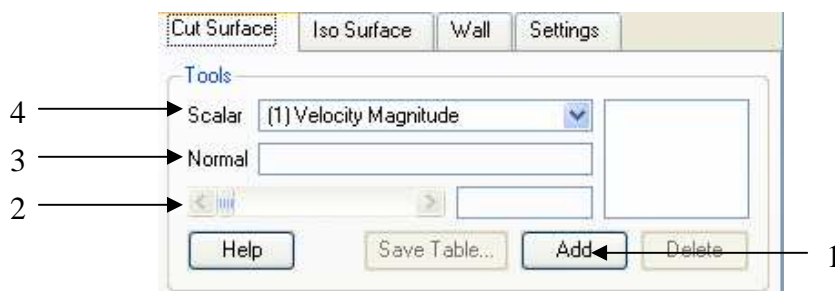 Cut Surface Iso Surface Wall Settings
Tools
4 Scalar (1) Velocity Magnitude
3 Normal
2
Help Save Table... Add Delete 1